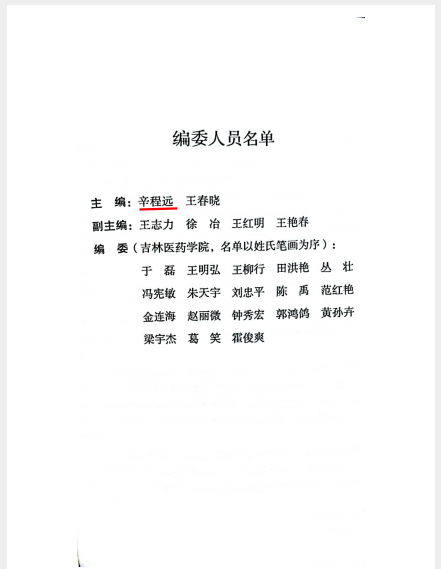 编委人员名单
主　编：辛程远　王春晓
副主编：王志力　徐　冶　王红明　王艳春
编　委（吉林医药学院，名单以姓氏笔画为序）：
于　磊　王明弘　王柳行　田洪艳　丛　壮
冯宪敏　朱天宇　刘忠平　陈　禹　范红艳
金连海　赵丽微　钟秀宏　郭鸿鸽　黄孙卉
梁宇杰　葛　笑　霍俊爽